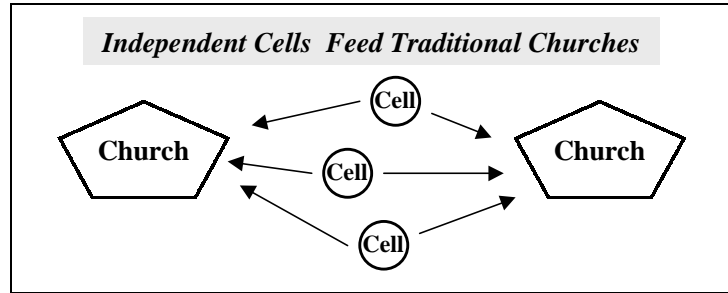 Independent Cells Feed Traditional Churches
Cell
Church
Church
Cell
Cell